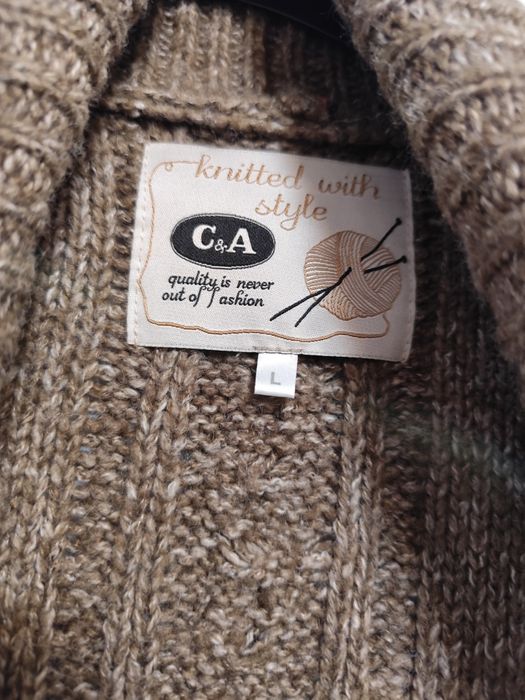 knitted with
style
C&A
quality is never
out of fashion
L